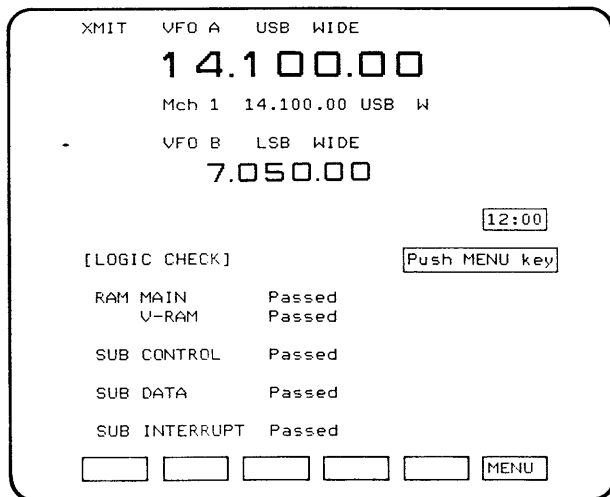 XMIT VFO A USB WIDE
14.100.00
Mch 1 14.100.00 USB W
VFO B LSB WIDE
7.050.00
12:00
[LOGIC CHECK] Push MENU key
RAM MAIN Passed
V-RAM Passed
SUB CONTROL Passed
SUB DATA Passed
SUB INTERRUPT Passed
MENU